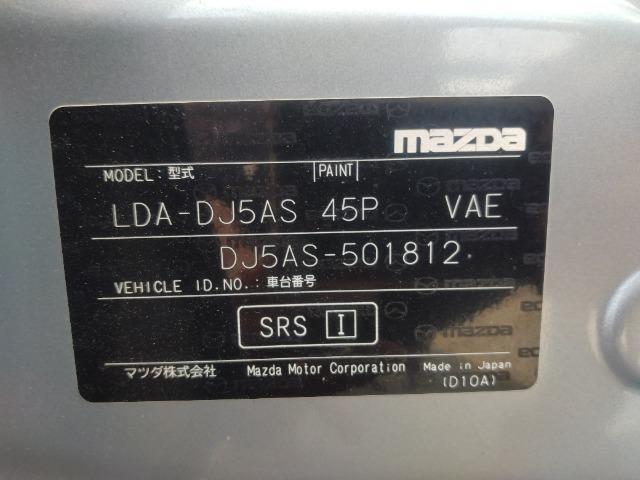 mazda
MODEL:型式 PAINT
LDA-DJ5AS 45P VAE
DJ5AS-501812
VEHICLE ID.NO.:車台番号
SRS I
マツダ株式会社 Mazda Motor Corporation Made in Japan
(D10A)